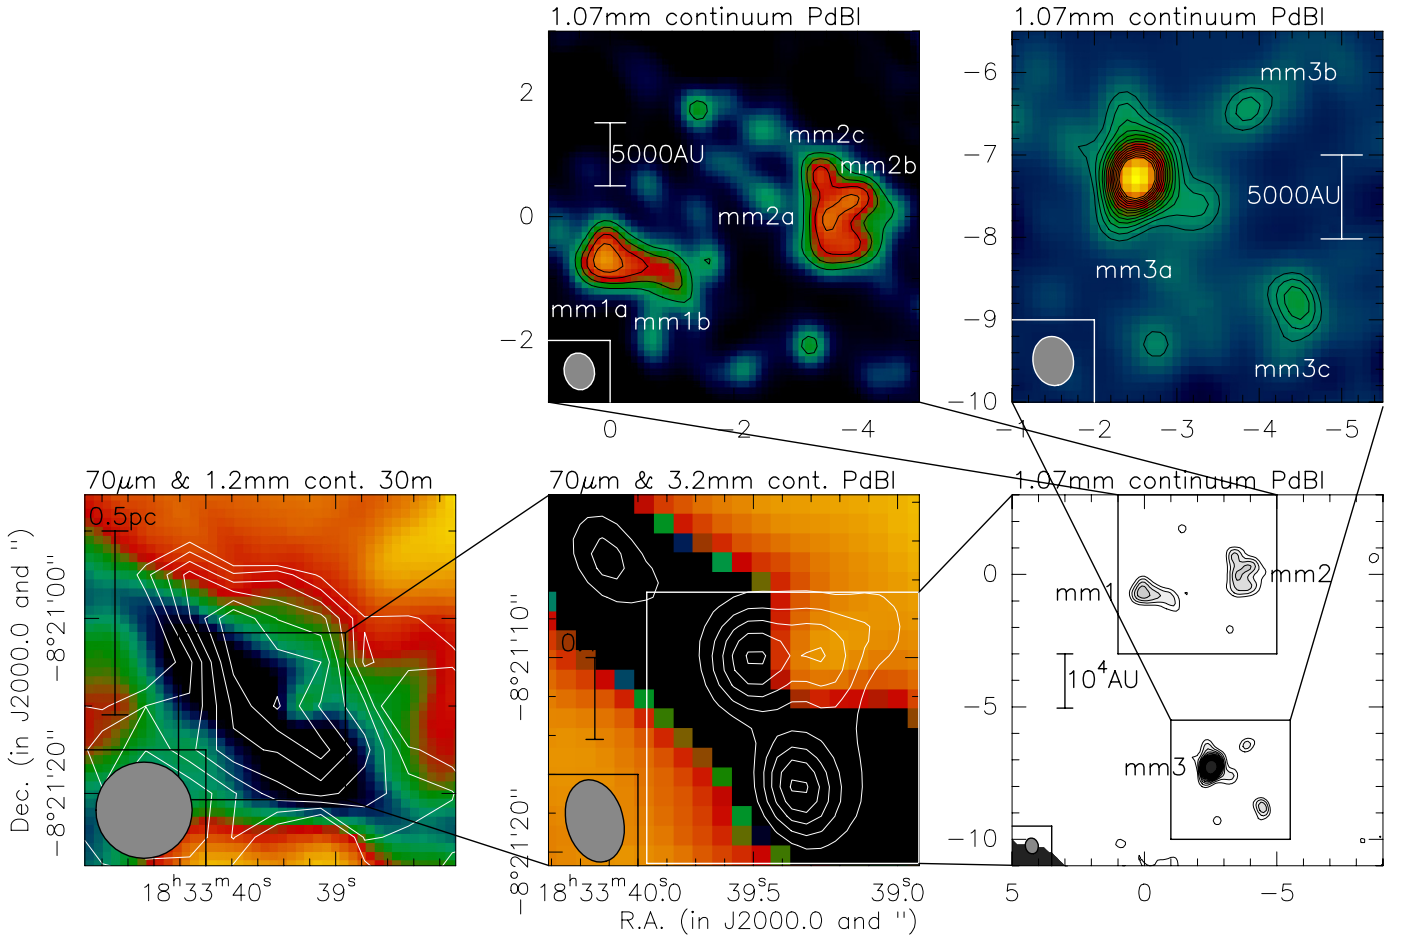 1.07mm continuum PdBI
1.07mm continuum PdBI
2
0
−2
0
−2
−4
5000AU
mm2c
mm2b
mm2a
mm1a
mm1b
−6
−7
−8
−9
−10
−1
−2
−3
−4
−5
mm3b
5000AU
mm3a
mm3c
70μm & 1.2mm cont. 30m
70μm & 3.2mm cont. PdBI
1.07mm continuum PdBI
0.5pc
Dec. (in J2000.0 and ")
−8°21'00"
−8°21'20"
18ʰ33ᵐ40ˢ
39ˢ
−8°21'10"
−8°21'20"
18ʰ33ᵐ40.0ˢ
39.5
39.0
R.A. (in J2000.0 and ")
0
−5
−10
mm1
mm2
10⁴AU
mm3
5
0
−5